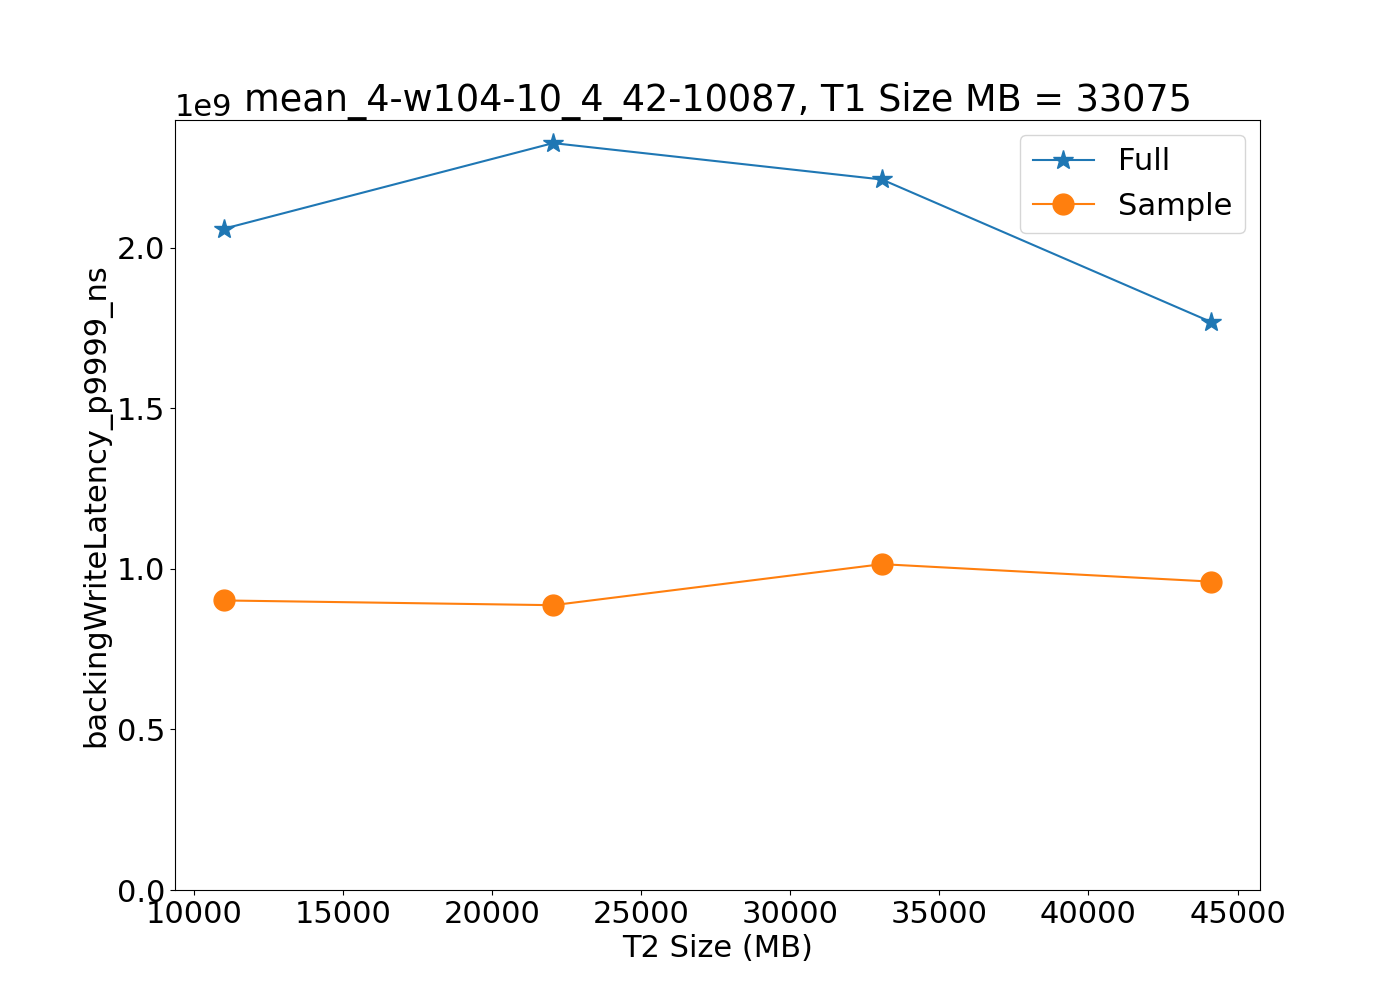 1e9
mean_4-w104-10_4_42-10087, T1 Size MB = 33075
Full
Sample
backingWriteLatency_p9999_ns
2.0
1.5
1.0
0.5
0.0
10000 15000 20000 25000 30000 35000 40000 45000
T2 Size (MB)